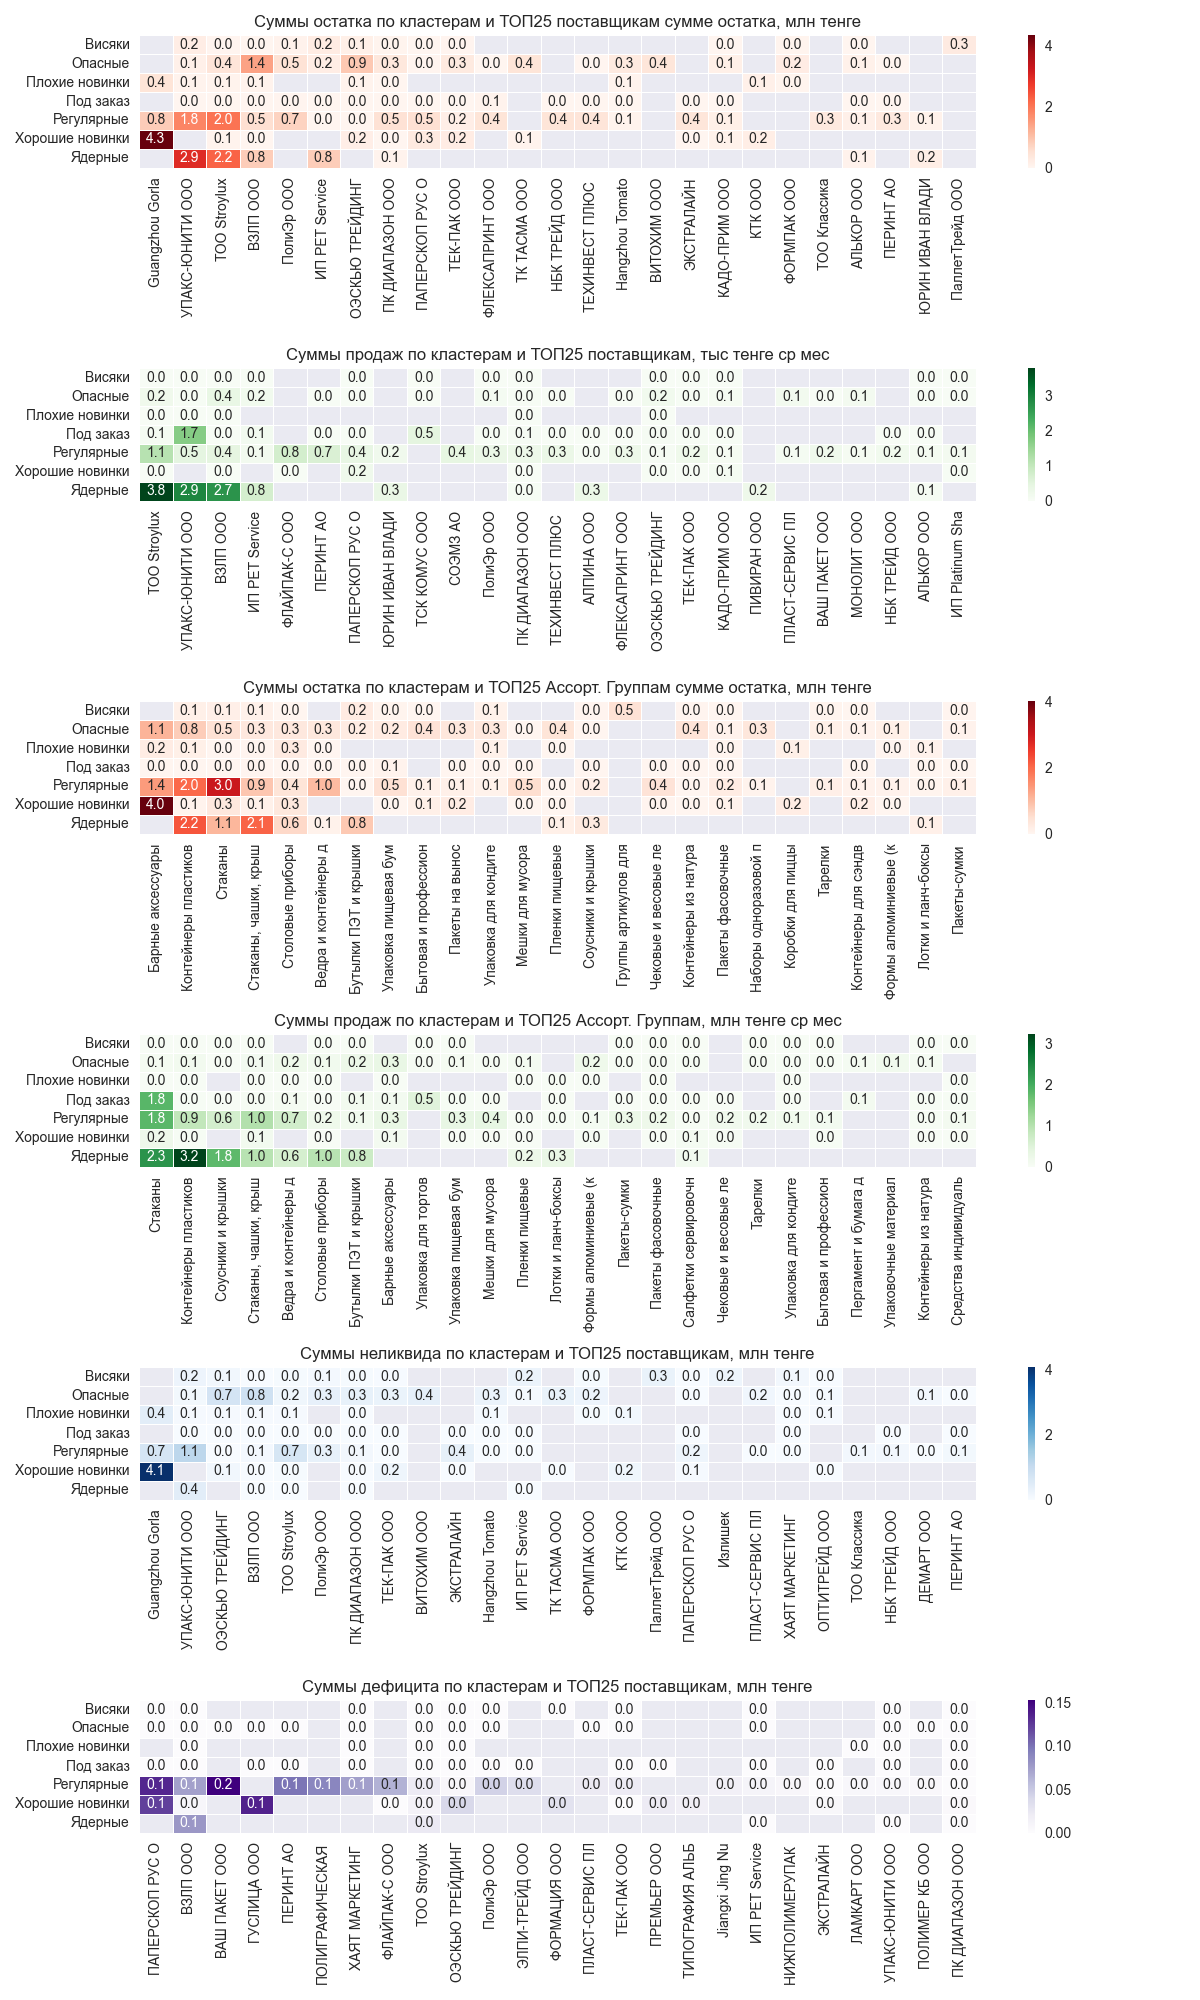 Суммы остатка по кластерам и ТОП25 поставщикам сумме остатка, млн тенге
Висяки 0.2 0.0 0.0 0.1 0.2 0.1 0.0 0.0 0.0 0.0 0.0 0.0 0.3
Опасные 0.1 0.4 1.4 0.5 0.2 0.9 0.3 0.0 0.3 0.0 0.4 0.0 0.3 0.4 0.1 0.2 0.1 0.0
Плохие новинки 0.4 0.1 0.1 0.1 0.1 0.0 0.1 0.1 0.0
Под заказ 0.0 0.0 0.0 0.0 0.0 0.0 0.0 0.0 0.0 0.1 0.0 0.0 0.0 0.0 0.0 0.0 0.0
Регулярные 0.8 1.8 2.0 0.5 0.7 0.0 0.0 0.5 0.5 0.2 0.4 0.4 0.4 0.1 0.4 0.1 0.3 0.1 0.3 0.1
Хорошие новинки 4.3 0.1 0.0 0.2 0.0 0.3 0.2 0.1 0.0 0.1 0.2
Ядерные 2.9 2.2 0.8 0.8 0.1 0.1 0.2
4
2
0
Guangzhou Gorla
УПАКС-ЮНИТИ ООО
ТОО Stroylux
ВЗЛП ООО
ПолиЭр ООО
ИП PET Service
ОЭСКЬЮ ТРЕЙДИНГ
ПК ДИАПАЗОН ООО
ПАПЕРСКОП РУС О
ТЕК-ПАК ООО
ФЛЕКСАПРИНТ ООО
ТК ТАСМА ООО
НБК ТРЕЙД ООО
ТЕХИНВЕСТ ПЛЮС
Hangzhou Tomato
ВИТОХИМ ООО
ЭКСТРАЛАЙН
КАДО-ПРИМ ООО
КТК ООО
ФОРМПАК ООО
ТОО Классика
АЛЬКОР ООО
ПЕРИНТ АО
ЮРИН ИВАН ВЛАДИ
ПаллетТрейд ООО
Суммы продаж по кластерам и ТОП25 поставщикам, тыс тенге ср мес
Висяки 0.0 0.0 0.0 0.0 0.0 0.0 0.0 0.0 0.0 0.0 0.0 0.0 0.0
Опасные 0.2 0.0 0.4 0.2 0.0 0.0 0.0 0.1 0.0 0.0 0.0 0.2 0.0 0.1 0.1 0.0 0.1 0.0 0.0
Плохие новинки 0.0 0.0 0.0 0.0 0.0
Под заказ 0.1 1.7 0.0 0.1 0.0 0.0 0.5 0.0 0.1 0.0 0.0 0.0 0.0 0.0 0.0 0.0 0.0
Регулярные 1.1 0.5 0.4 0.1 0.8 0.7 0.4 0.2 0.4 0.3 0.3 0.3 0.0 0.3 0.1 0.2 0.1 0.1 0.2 0.1 0.2 0.1 0.1
Хорошие новинки 0.0 0.0 0.0 0.2 0.0 0.0 0.0 0.1 0.0
Ядерные 3.8 2.9 2.7 0.8 0.3 0.0 0.3 0.2 0.1
3
2
1
0
ТОО Stroylux
УПАКС-ЮНИТИ ООО
ВЗЛП ООО
ИП PET Service
ФЛАЙПАК-С ООО
ПЕРИНТ АО
ПАПЕРСКОП РУС О
ЮРИН ИВАН ВЛАДИ
ТСК КОМУС ООО
СОЭМЗ АО
ПолиЭр ООО
ПК ДИАПАЗОН ООО
ТЕХИНВЕСТ ПЛЮС
АЛПИНА ООО
ФЛЕКСАПРИНТ ООО
ОЭСКЬЮ ТРЕЙДИНГ
ТЕК-ПАК ООО
КАДО-ПРИМ ООО
ПИВИРАН ООО
ПЛАСТ-СЕРВИС ПЛ
ВАШ ПАКЕТ ООО
МОНОЛИТ ООО
НБК ТРЕЙД ООО
АЛЬКОР ООО
ИП Platinum Sha
Суммы остатка по кластерам и ТОП25 Ассорт. Группам сумме остатка, млн тенге
Висяки 0.1 0.1 0.1 0.0 0.2 0.0 0.0 0.1 0.0 0.5 0.0 0.0 0.0 0.0 0.0
Опасные 1.1 0.8 0.5 0.3 0.3 0.3 0.2 0.2 0.4 0.3 0.3 0.0 0.4 0.0 0.4 0.1 0.3 0.1 0.1 0.1 0.1
Плохие новинки 0.2 0.1 0.0 0.0 0.3 0.0 0.1 0.0 0.0 0.1 0.0 0.1
Под заказ 0.0 0.0 0.0 0.0 0.0 0.0 0.0 0.1 0.0 0.0 0.0 0.0 0.0 0.0 0.0 0.0 0.0 0.0 0.0 0.0
Регулярные 1.4 2.0 3.0 0.9 0.4 1.0 0.0 0.5 0.1 0.1 0.1 0.5 0.0 0.2 0.4 0.0 0.2 0.1 0.1 0.1 0.1 0.0 0.1
Хорошие новинки 4.0 0.1 0.3 0.1 0.3 0.0 0.1 0.2 0.0 0.0 0.0 0.0 0.1 0.2 0.2 0.0
Ядерные 2.2 1.1 2.1 0.6 0.1 0.8 0.1 0.3 0.1
4
3
2
1
0
Барные аксессуары
Контейнеры пластиков
Стаканы
Стаканы, чашки, крыш
Столовые приборы
Ведра и контейнеры д
Бутылки ПЭТ и крышки
Упаковка пищевая бум
Бытовая и профессион
Пакеты на вынос
Упаковка для кондите
Мешки для мусора
Пленки пищевые
Соусники и крышки
Группы артикулов для
Чековые и весовые ле
Контейнеры из натура
Пакеты фасовочные
Наборы одноразовой п
Коробки для пиццы
Тарелки
Контейнеры для сэндв
Формы алюминиевые (к
Лотки и ланч-боксы
Пакеты-сумки
Суммы продаж по кластерам и ТОП25 Ассорт. Группам, млн тенге ср мес
Висяки 0.0 0.0 0.0 0.0 0.0 0.0 0.0 0.0 0.0 0.0 0.0 0.0 0.0 0.0 0.0 0.0
Опасные 0.1 0.1 0.0 0.1 0.2 0.1 0.2 0.3 0.0 0.1 0.0 0.1 0.2 0.0 0.0 0.0 0.0 0.0 0.0 0.1 0.1 0.1
Плохие новинки 0.0 0.0 0.0 0.0 0.0 0.0 0.0 0.0 0.0 0.0 0.0 0.0
Под заказ 1.8 0.0 0.0 0.0 0.1 0.0 0.1 0.1 0.5 0.0 0.0 0.0 0.0 0.0 0.0 0.0 0.0 0.0 0.1 0.0 0.0
Регулярные 1.8 0.9 0.6 1.0 0.7 0.2 0.1 0.3 0.3 0.4 0.0 0.0 0.1 0.3 0.2 0.0 0.2 0.2 0.1 0.1 0.0 0.1
Хорошие новинки 0.2 0.0 0.1 0.0 0.1 0.0 0.0 0.0 0.0 0.0 0.1 0.0 0.0 0.0 0.0
Ядерные 2.3 3.2 1.8 1.0 0.6 1.0 0.8 0.2 0.3 0.1
3
2
1
0
Стаканы
Контейнеры пластиков
Соусники и крышки
Стаканы, чашки, крыш
Ведра и контейнеры д
Столовые приборы
Бутылки ПЭТ и крышки
Барные аксессуары
Упаковка для тортов
Упаковка пищевая бум
Мешки для мусора
Пленки пищевые
Лотки и ланч-боксы
Формы алюминиевые (к
Пакеты-сумки
Пакеты фасовочные
Салфетки сервировочн
Чековые и весовые ле
Тарелки
Упаковка для кондите
Бытовая и профессион
Пергамент и бумага д
Упаковочные материал
Контейнеры из натура
Средства индивидуаль
Суммы неликвида по кластерам и ТОП25 поставщикам, млн тенге
Висяки 0.2 0.1 0.0 0.0 0.1 0.0 0.0 0.2 0.0 0.3 0.0 0.2 0.1 0.0
Опасные 0.1 0.7 0.8 0.2 0.3 0.3 0.3 0.4 0.3 0.1 0.3 0.2 0.0 0.2 0.0 0.1 0.1 0.0
Плохие новинки 0.4 0.1 0.1 0.1 0.1 0.0 0.1 0.0 0.1 0.0 0.1
Под заказ 0.0 0.0 0.0 0.0 0.0 0.0 0.0 0.0 0.0 0.0 0.0 0.0 0.0 0.0
Регулярные 0.7 1.1 0.0 0.1 0.7 0.3 0.1 0.0 0.4 0.0 0.0 0.2 0.0 0.0 0.1 0.1 0.0 0.1
Хорошие новинки 4.1 0.1 0.0 0.0 0.0 0.2 0.0 0.0 0.2 0.1 0.0
Ядерные 0.4 0.0 0.0 0.0 0.0
4
2
0
Guangzhou Gorla
УПАКС-ЮНИТИ ООО
ОЭСКЬЮ ТРЕЙДИНГ
ВЗЛП ООО
ТОО Stroylux
ПолиЭр ООО
ПК ДИАПАЗОН ООО
ТЕК-ПАК ООО
ВИТОХИМ ООО
ЭКСТРАЛАЙН
Hangzhou Tomato
ИП PET Service
ТК ТАСМА ООО
ФОРМПАК ООО
КТК ООО
ПаллетТрейд ООО
ПАПЕРСКОП РУС О
Излишек
ПЛАСТ-СЕРВИС ПЛ
ХАЯТ МАРКЕТИНГ
ОПТИТРЕЙД ООО
ТОО Классика
НБК ТРЕЙД ООО
ДЕМАРТ ООО
ПЕРИНТ АО
Суммы дефицита по кластерам и ТОП25 поставщикам, млн тенге
Висяки 0.0 0.0 0.0 0.0 0.0 0.0 0.0 0.0 0.0 0.0 0.0
Опасные 0.0 0.0 0.0 0.0 0.0 0.0 0.0 0.0 0.0 0.0 0.0 0.0 0.0 0.0 0.0
Плохие новинки 0.0 0.0 0.0 0.0 0.0 0.0 0.0
Под заказ 0.0 0.0 0.0 0.0 0.0 0.0 0.0 0.0 0.0 0.0 0.0 0.0 0.0 0.0
Регулярные 0.1 0.1 0.2 0.1 0.1 0.1 0.1 0.0 0.0 0.0 0.0 0.0 0.0 0.0 0.0 0.0 0.0 0.0 0.0 0.0 0.0
Хорошие новинки 0.1 0.0 0.1 0.0 0.0 0.0 0.0 0.0 0.0 0.0 0.0 0.0
Ядерные 0.1 0.0 0.0 0.0 0.0
0.15
0.10
0.05
0.00
ПАПЕРСКОП РУС О
ВЗЛП ООО
ВАШ ПАКЕТ ООО
ГУСПИЦА ООО
ПЕРИНТ АО
ПОЛИГРАФИЧЕСКАЯ
ХАЯТ МАРКЕТИНГ
ФЛАЙПАК-С ООО
ТОО Stroylux
ОЭСКЬЮ ТРЕЙДИНГ
ПолиЭр ООО
ЭЛПИ-ТРЕЙД ООО
ФОРМАЦИЯ ООО
ПЛАСТ-СЕРВИС ПЛ
ТЕК-ПАК ООО
ПРЕМЬЕР ООО
ТИПОГРАФИЯ АЛЬБ
Jiangxi Jing Nu
ИП PET Service
НИЖПОЛИМЕРУПАК
ЭКСТРАЛАЙН
ЛАМКАРТ ООО
УПАКС-ЮНИТИ ООО
ПОЛИМЕР КБ ООО
ПК ДИАПАЗОН ООО